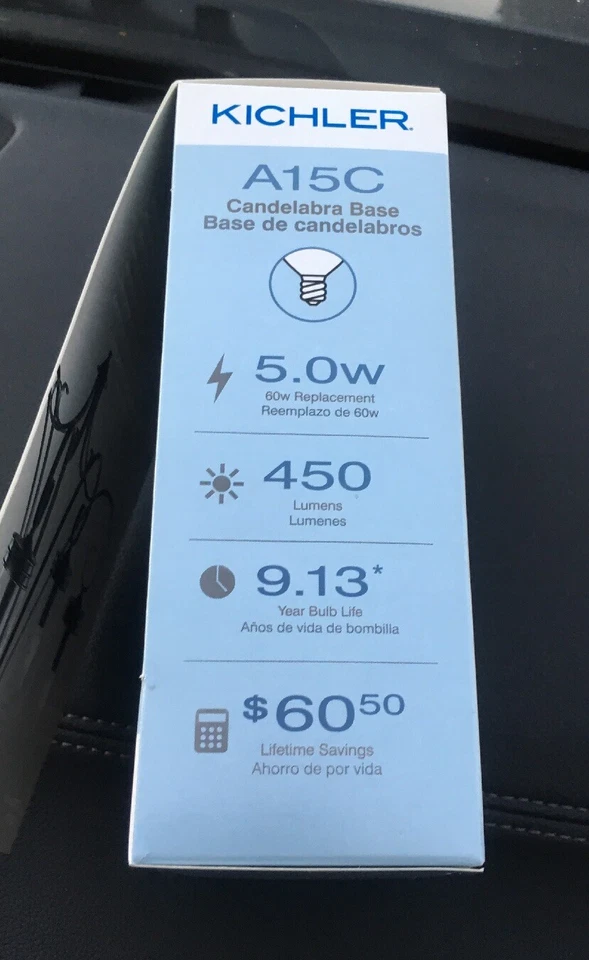 KICHLER
A15C
Candelabra Base
Base de candelabros
5.0w
60w Replacement
Reemplazo de 60w
450
Lumens
Lumenes
9.13*
Year Bulb Life
Años de vida de bombilla
$60⁵⁰
Lifetime Savings
Ahorro de por vida